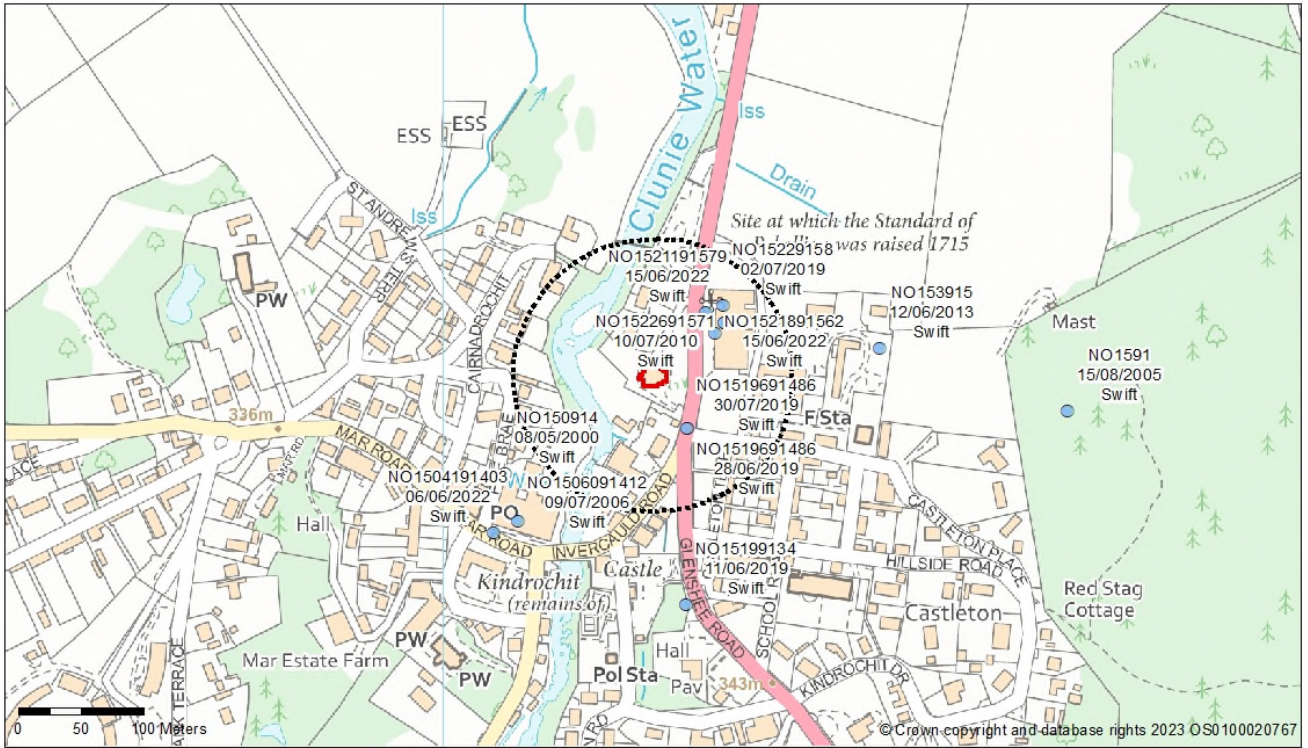 Clunie Water
Iss
ESS
ESS
Drain
ST ANDREW'S TERR
Iss
Site at which the Standard of
was raised 1715
NO1521191579
15/06/2022
Swift
NO15229158
02/07/2019
Swift
PW
NO153915
12/06/2013
Swift
CAIRNADROCHIT
NO1522691571
10/07/2010
Swift
NO1521891562
15/06/2022
Swift
Mast
NO1591
15/08/2005
Swift
NO1519691486
30/07/2019
Swift
336m
NO150914
08/05/2000
Swift
BRAE
F Sta
MAR ROAD
NO1519691486
28/06/2019
Swift
NO1504191403
06/06/2022
Swift
NO1506091412
09/07/2006
Swift
PO
Hall
MAR ROAD
INVERCAULD ROAD
CASTLETON PLACE
NO15199134
11/06/2019
Swift
HILLSIDE ROAD
Castle
Kindrochit
(remains of)
GLENSHEE ROAD
Red Stag
Cottage
Castleton
PW
Hall
Mar Estate Farm
PW
Pol Sta
Pav
343m
KINDROCHIT DR
TERRACE
0 50 100 Meters
© Crown copyright and database rights 2023 OS0100020767